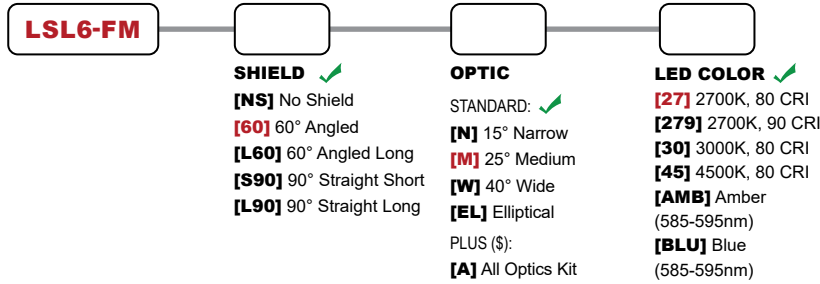 LSL6-FM
SHIELD
[NS] No Shield
[60] 60° Angled
[L60] 60° Angled Long
[S90] 90° Straight Short
[L90] 90° Straight Long
OPTIC
STANDARD:
[N] 15° Narrow
[M] 25° Medium
[W] 40° Wide
[EL] Elliptical
PLUS ($):
[A] All Optics Kit
LED COLOR
[27] 2700K, 80 CRI
[279] 2700K, 90 CRI
[30] 3000K, 80 CRI
[45] 4500K, 80 CRI
[AMB] Amber
(585-595nm)
[BLU] Blue
(585-595nm)